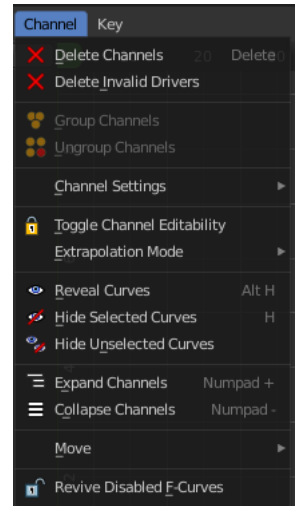 Channel Key
Delete Channels Delete
Delete Invalid Drivers
Group Channels
Ungroup Channels
Channel Settings
Toggle Channel Editability
Extrapolation Mode
Reveal Curves Alt H
Hide Selected Curves H
Hide Unselected Curves
Expand Channels Numpad +
Collapse Channels Numpad -
Move
Revive Disabled F-Curves